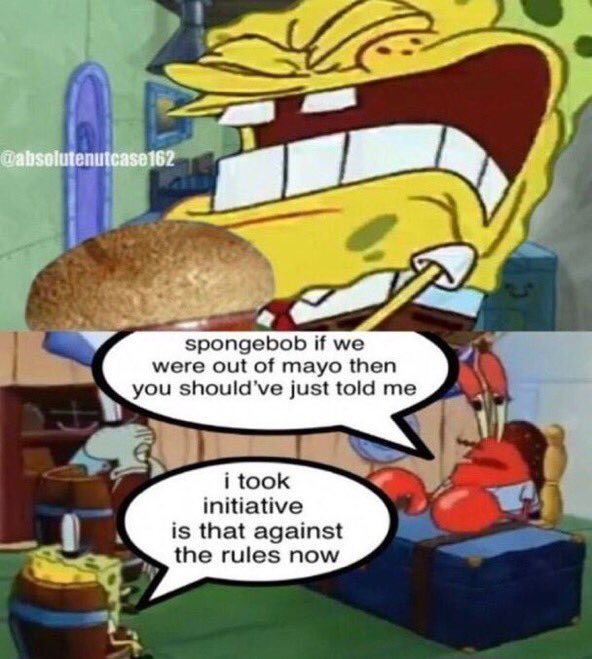 @absolutenutcase162
spongebob if we
were out of mayo then
you should've just told me
i took
initiative
is that against
the rules now